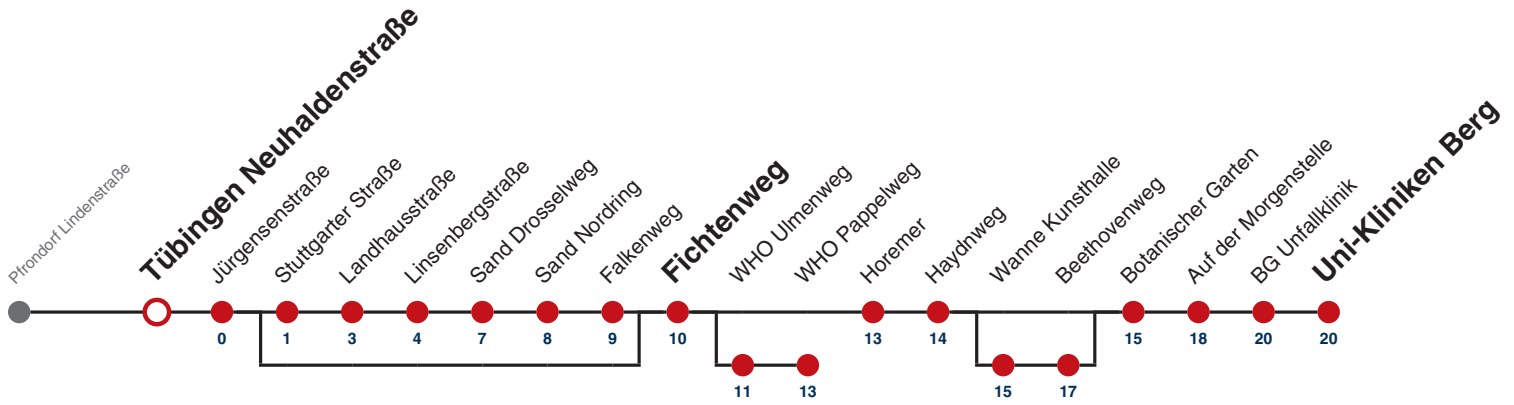 Pfrondorf Lindenstraße
Tübingen Neuhaldenstraße
Jürgensenstraße
Stuttgarter Straße
Landhausstraße
Linsenbergstraße
Sand Drosselweg
Sand Nordring
Falkenweg
Fichtenweg
WHO Ulmenweg
WHO Pappelweg
Horemer
Haydnweg
Wanne Kunsthalle
Beethovenweg
Botanischer Garten
Auf der Morgenstelle
BG Unfallklinik
Uni-Kliniken Berg
0 1 3 4 7 8 9 10 13 14 15 18 20 20
11 13 15 17